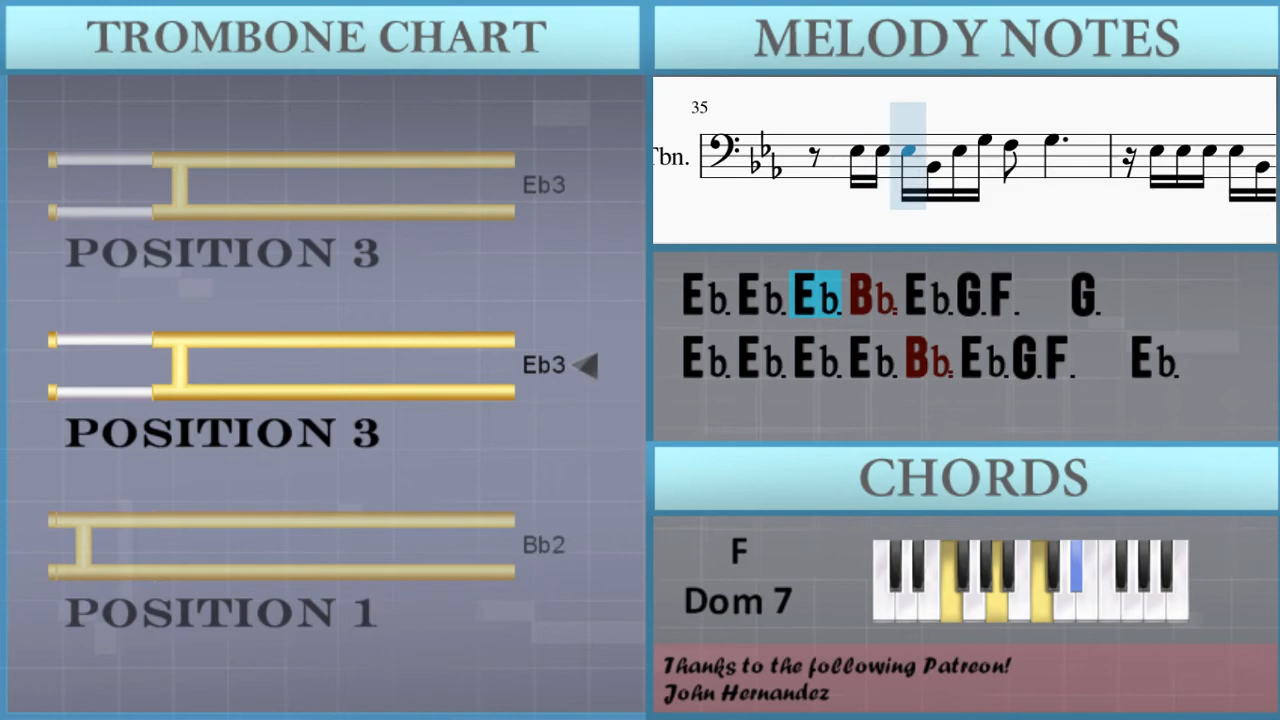 TROMBONE CHART
Eb3
POSITION 3
Eb3
POSITION 3
Bb2
POSITION 1
MELODY NOTES
35
Tbn.
Eb. Eb. Eb. Bb. Eb. G. F. G.
Eb. Eb. Eb. Eb. Bb. Eb. G. F. Eb.
CHORDS
F
Dom 7
Thanks to the following Patreon!
John Hernandez